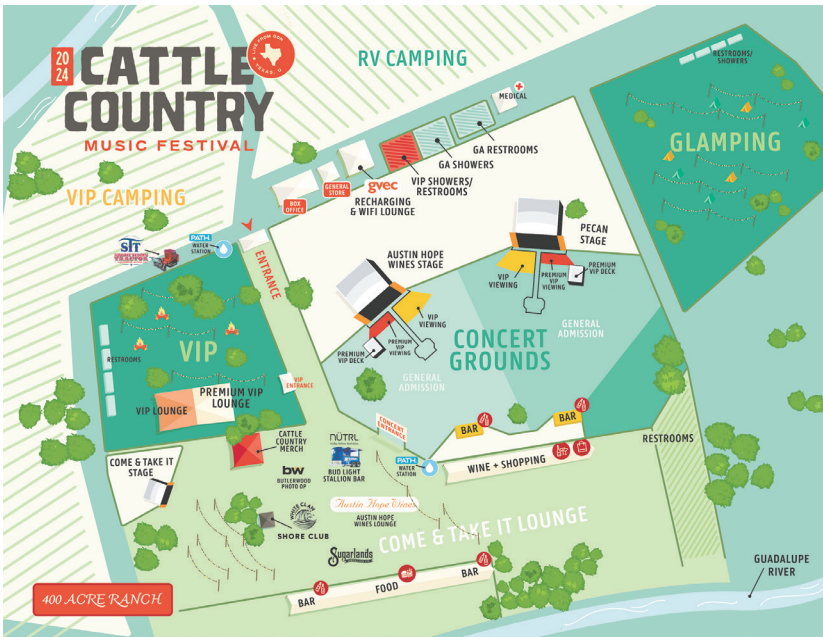 20
24
CATTLE
COUNTRY
MUSIC FESTIVAL
RV CAMPING
VIP CAMPING
MEDICAL
GA RESTROOMS
GA SHOWERS
VIP SHOWERS/
RESTROOMS
gvec
RECHARGING
& WIFI LOUNGE
GENERAL
STORE
BOX
OFFICE
RESTROOMS/
SHOWERS
GLAMPING
STT
PATH
WATER
STATION
ENTRANCE
AUSTIN HOPE
WINES STAGE
PECAN
STAGE
VIP
VIEWING
PREMIUM
VIP
VIEWING
PREMIUM
VIP DECK
VIP
VIEWING
PREMIUM
VIP
VIEWING
PREMIUM
VIP DECK
CONCERT
GROUNDS
GENERAL
ADMISSION
GENERAL
ADMISSION
RESTROOMS
VIP
VIP LOUNGE
PREMIUM VIP
LOUNGE
VIP
ENTRANCE
CONCERT
ENTRANCE
BAR
BAR
RESTROOMS
COME & TAKE IT
STAGE
CATTLE
COUNTRY
MERCH
NÜTRL
BUD LIGHT
STALLION BAR
PATH
WATER
STATION
WINE + SHOPPING
bw
BUTLERWOOD
PHOTO OP
Austin Hope Wines
AUSTIN HOPE
WINES LOUNGE
WHITE CLAW
SHORE CLUB
COME & TAKE IT LOUNGE
Sugarlands
BAR
FOOD
BAR
GUADALUPE
RIVER
400 ACRE RANCH